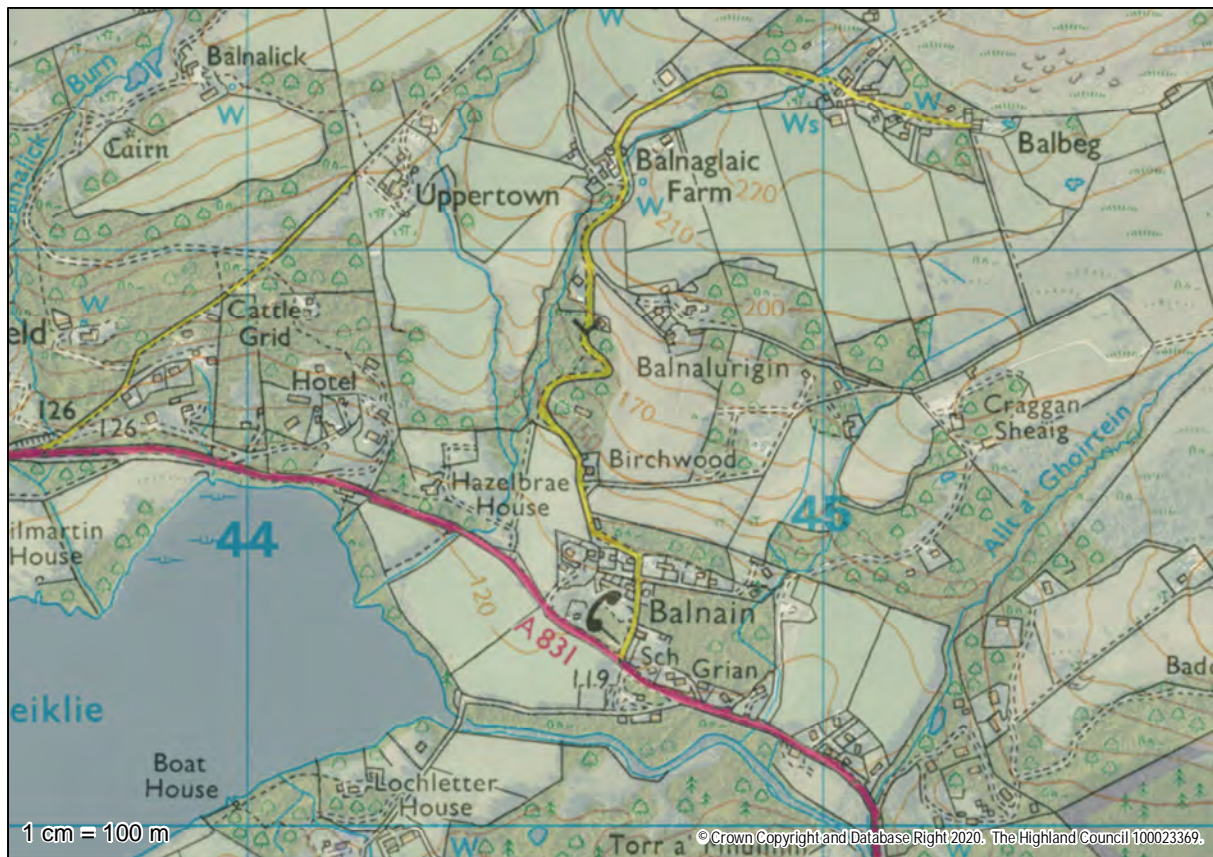 W
Balnalick
Burn
W
Cairn
W
Ws
Balbeg
Balnaglaic
Farm
W
Uppertown
220
210
200
W
Cattle
Grid
eld
Hotel
Balnalurigin
170
126
126
Craggan
Sheaig
Birchwood
Hazelbrae
House
45
Allt a' Ghoirtein
44
ilmartin
House
120
Balnain
A 831
Sch
Grian
119
Bado
eiklie
Boat
House
Lochletter
House
1 cm = 100 m
W
Torr a'
W
© Crown Copyright and Database Right 2020. The Highland Council 100023369.